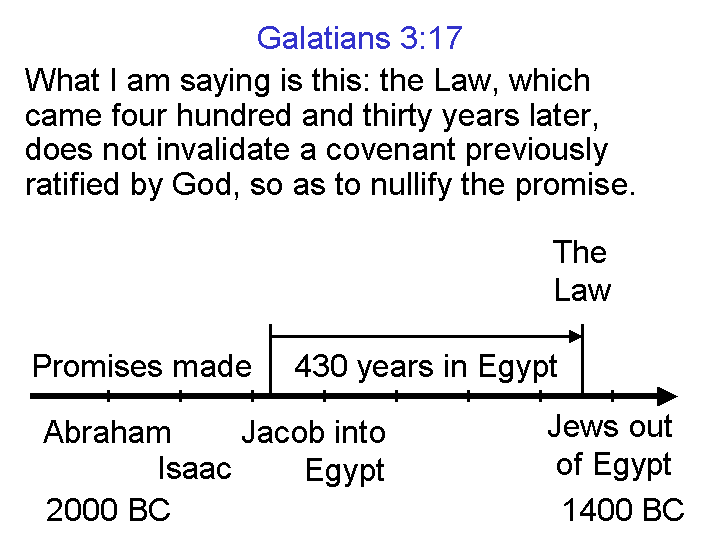 Galatians 3:17
What I am saying is this: the Law, which
came four hundred and thirty years later,
does not invalidate a covenant previously
ratified by God, so as to nullify the promise.
The
Law
Promises made
430 years in Egypt
Abraham
Isaac
2000 BC
Jacob into
Egypt
Jews out
of Egypt
1400 BC